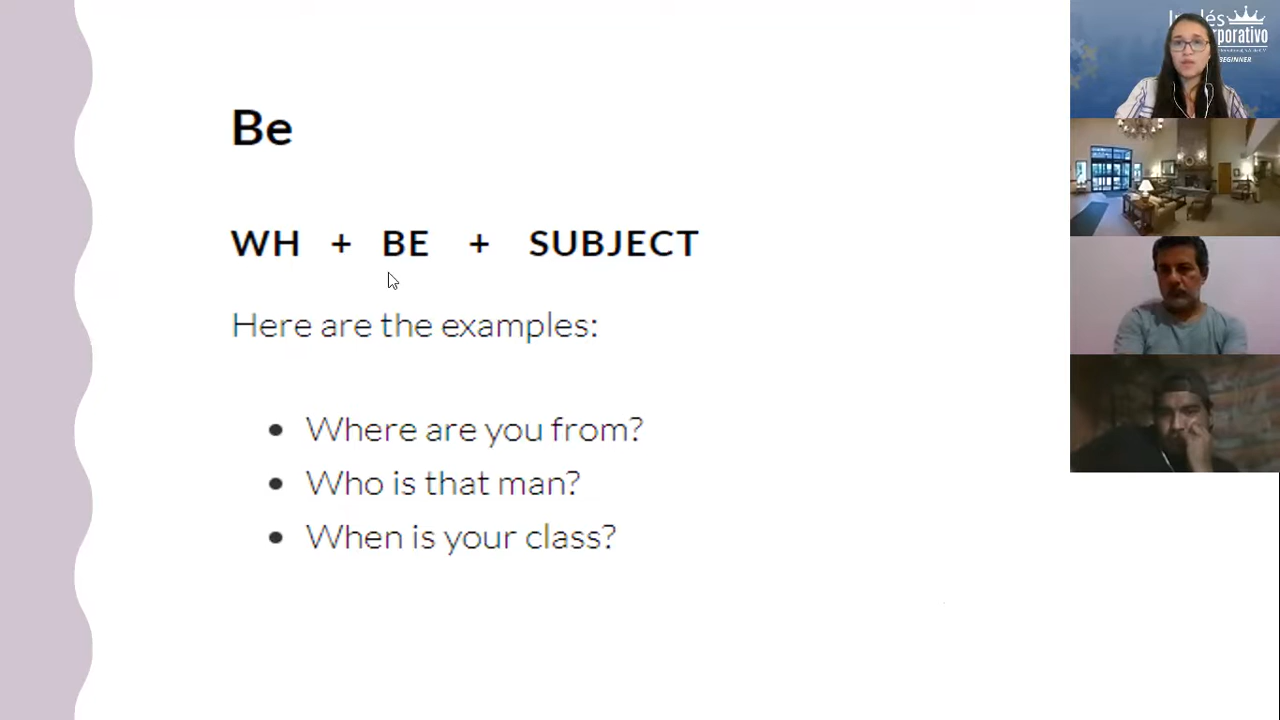 Be
WH + BE + SUBJECT
Here are the examples:
• Where are you from?
• Who is that man?
• When is your class?
BEGINNER